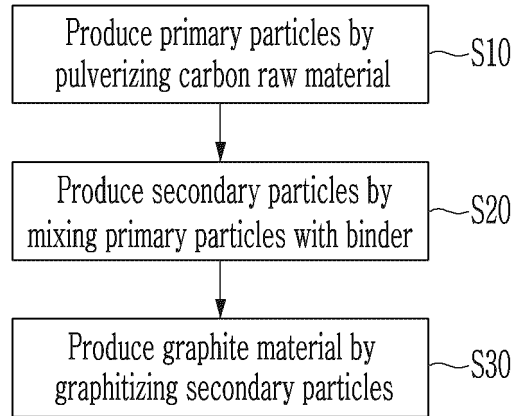 Produce primary particles by
pulverizing carbon raw material
S10
Produce secondary particles by
mixing primary particles with binder
S20
Produce graphite material by
graphitizing secondary particles
S30